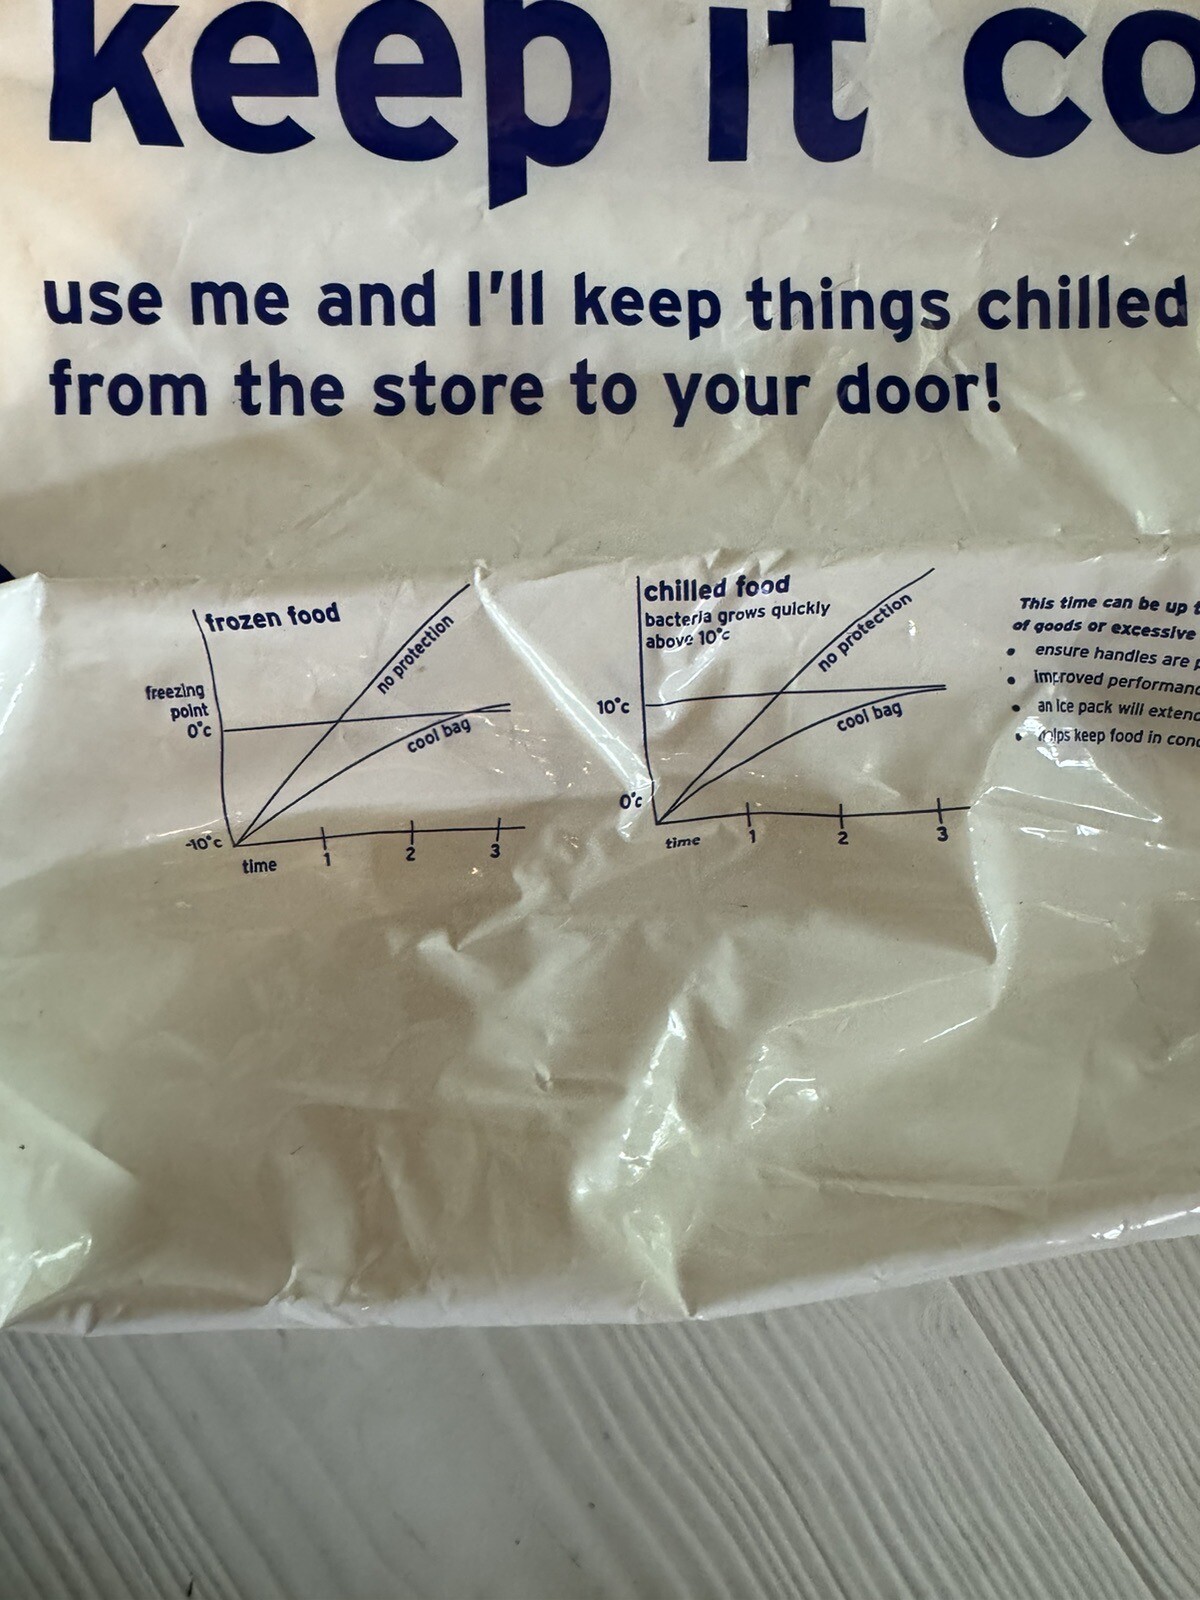 keep it co
use me and I'll keep things chilled
from the store to your door!
frozen food
no protection
freezing
point
0°c
cool bag
-10°c
time
1
2
3
chilled food
bacteria grows quickly
above 10°c
no protection
10°c
cool bag
0°c
time
1
2
3
This time can be up t
of goods or excessive
• ensure handles are p
• improved performanc
• an ice pack will extend
• helps keep food in cond